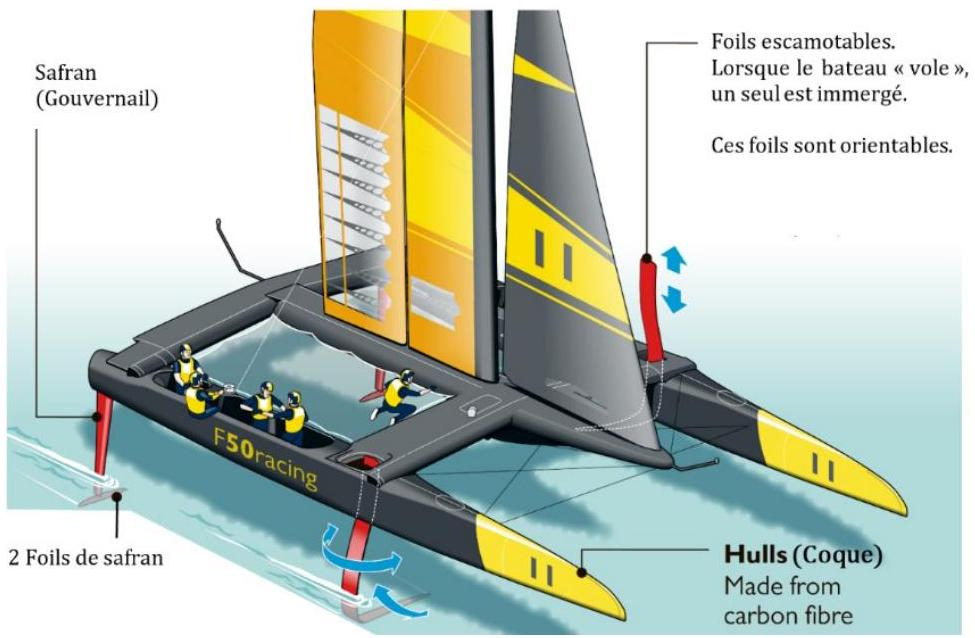 Safran
(Gouvernail)
Foils escamotables.
Lorsque le bateau « vole »,
un seul est immergé.
Ces foils sont orientables.
F50racing
2 Foils de safran
Hulls (Coque)
Made from
carbon fibre